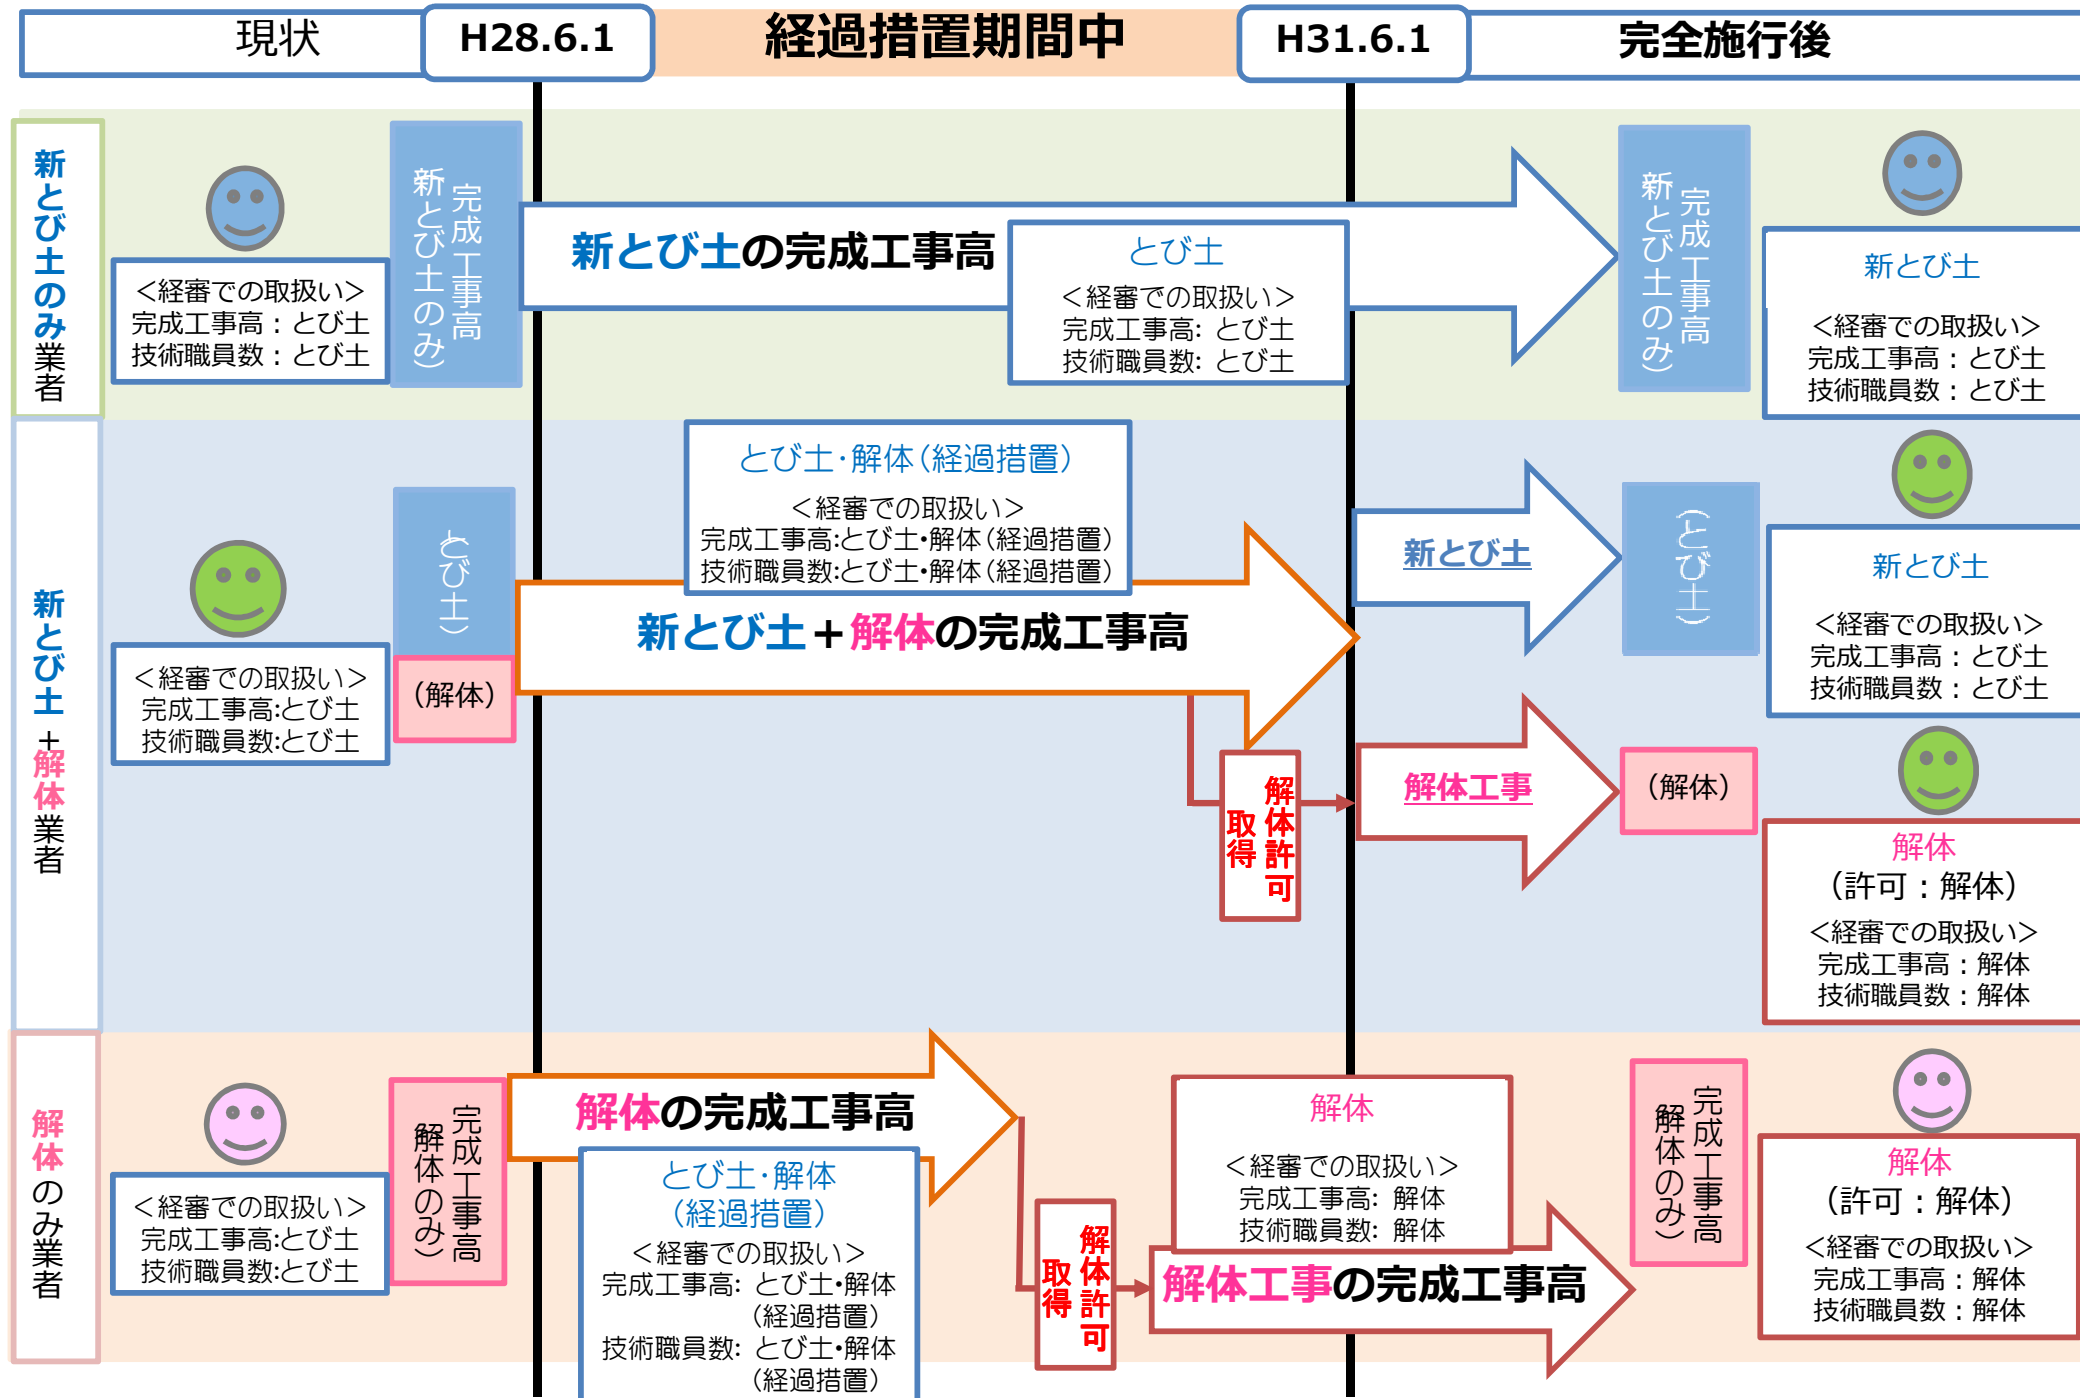 現状
H28.6.1
経過措置期間中
H31.6.1
完全施行後
新とび土のみ業者
<経審での取扱い>
完成工事高：とび土
技術職員数：とび土
完成工事高
新とび土のみ）
新とび土の完成工事高
とび土
<経審での取扱い>
完成工事高: とび土
技術職員数: とび土
完成工事高
新とび土のみ）
新とび土
<経審での取扱い>
完成工事高：とび土
技術職員数：とび土
新とび土＋解体業者
<経審での取扱い>
完成工事高:とび土
技術職員数:とび土
とび土）
（解体）
とび土･解体（経過措置）
<経審での取扱い>
完成工事高:とび土･解体（経過措置）
技術職員数:とび土･解体（経過措置）
新とび土＋解体の完成工事高
解体許可
取得
新とび土
解体工事
（とび土）
（解体）
新とび土
<経審での取扱い>
完成工事高：とび土
技術職員数：とび土
解体
（許可：解体）
<経審での取扱い>
完成工事高：解体
技術職員数：解体
解体のみ業者
<経審での取扱い>
完成工事高:とび土
技術職員数:とび土
完成工事高
解体のみ）
解体の完成工事高
とび土･解体
（経過措置）
<経審での取扱い>
完成工事高: とび土･解体
（経過措置）
技術職員数: とび土･解体
（経過措置）
解体許可
取得
解体
<経審での取扱い>
完成工事高: 解体
技術職員数: 解体
解体工事の完成工事高
完成工事高
解体のみ）
解体
（許可：解体）
<経審での取扱い>
完成工事高：解体
技術職員数：解体